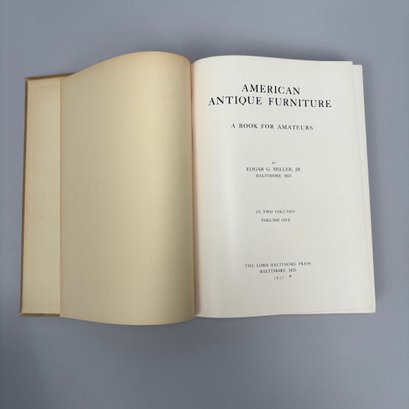 AMERICAN
ANTIQUE FURNITURE
A BOOK FOR AMATEURS
BY
EDGAR G. MILLER, JR.
BALTIMORE, MD.
IN TWO VOLUMES
VOLUME ONE
THE LORD BALTIMORE PRESS
BALTIMORE, MD.
1937